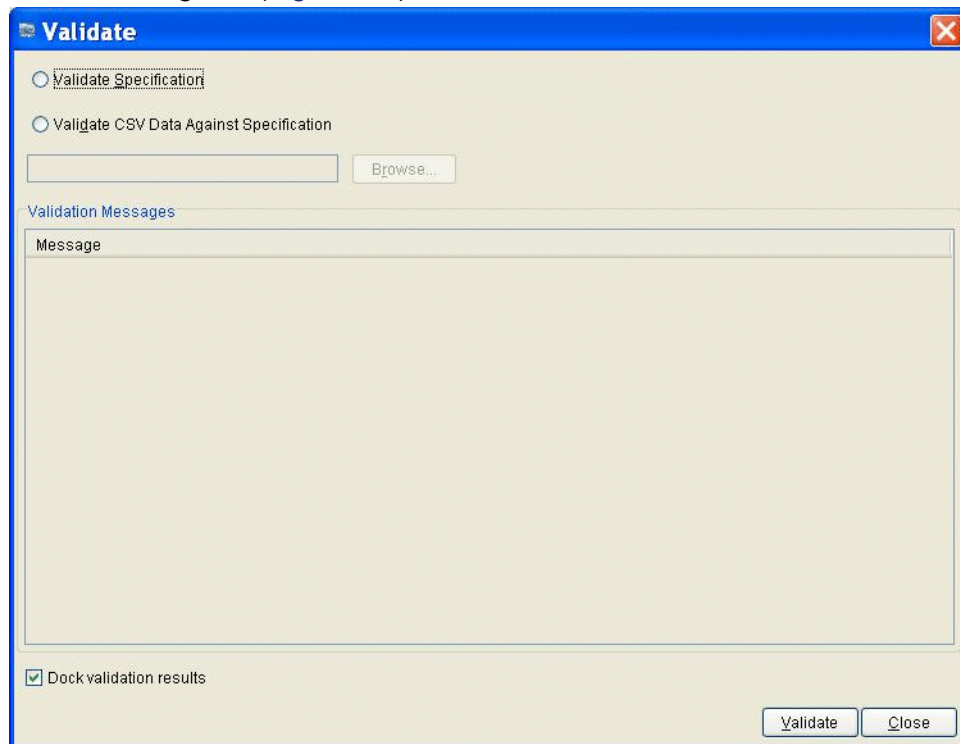 Validate
Validate Specification
Validate CSV Data Against Specification
Browse...
Validation Messages
Message
Dock validation results
Validate Close